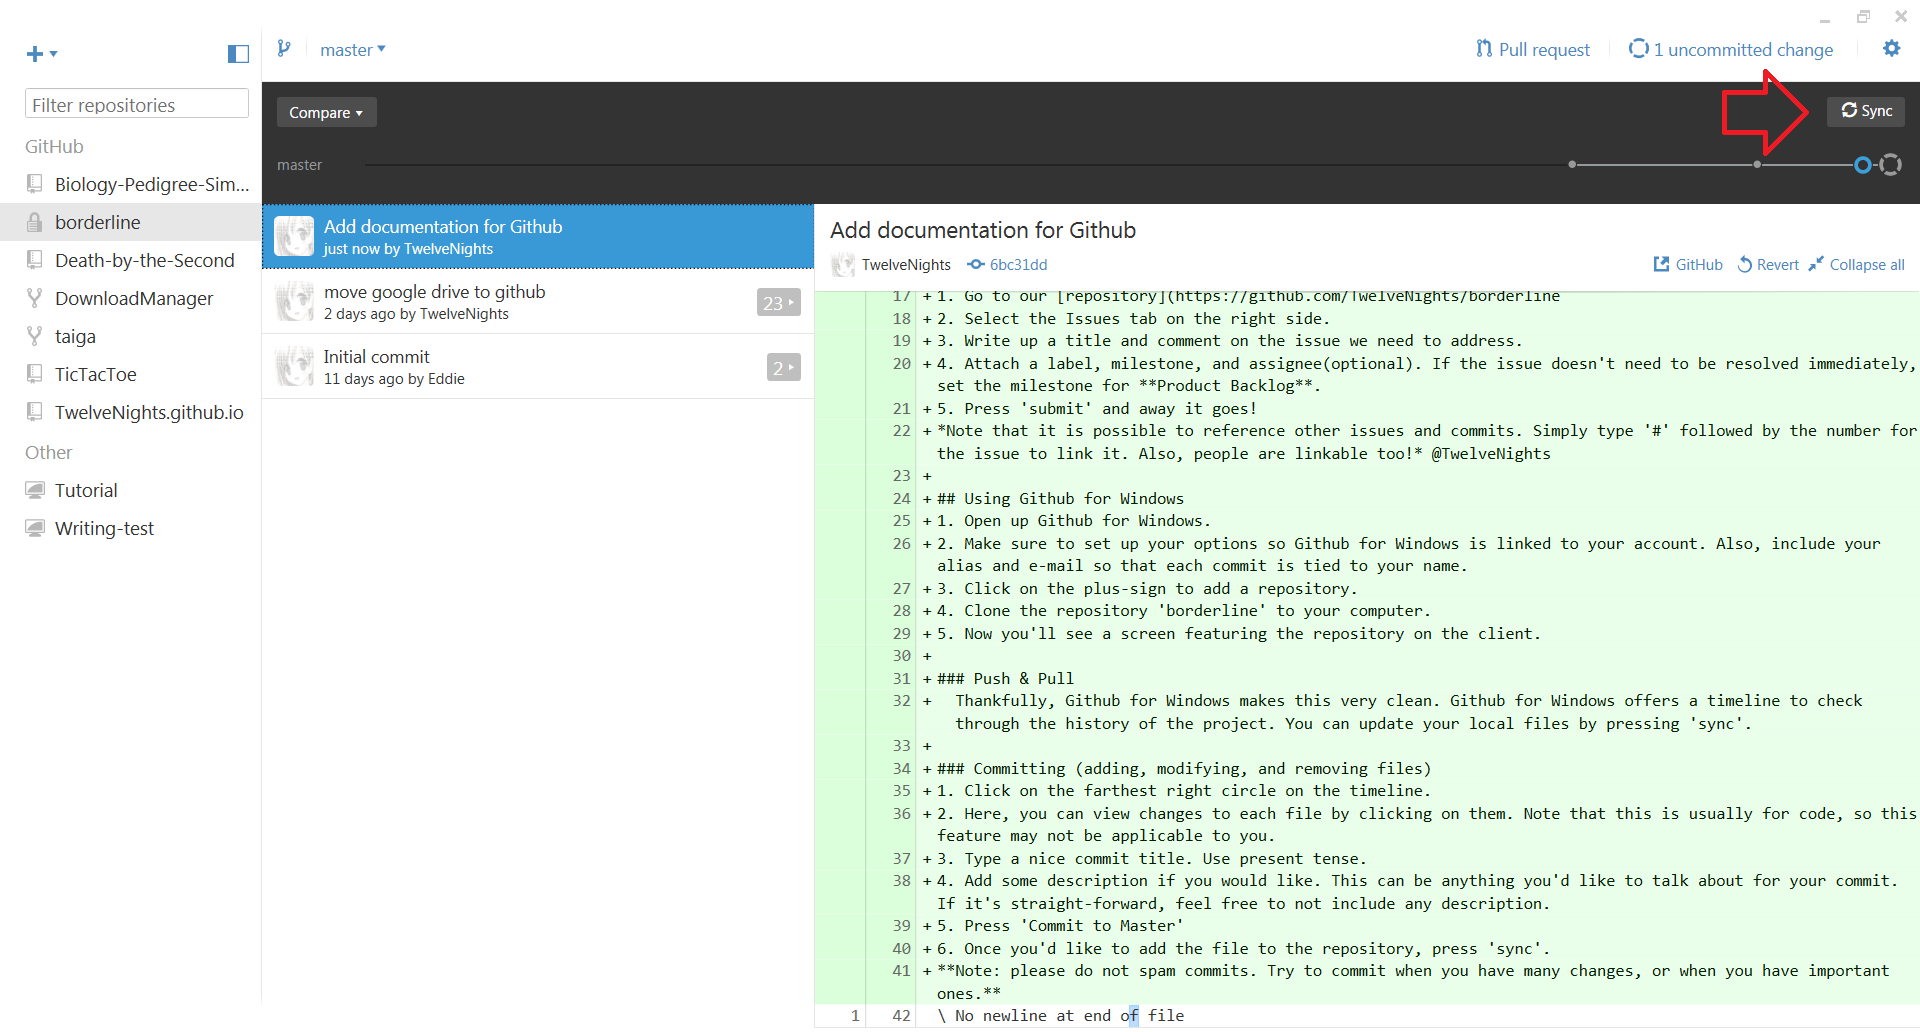 master
Pull request
1 uncommitted change
Filter repositories
GitHub
Biology-Pedigree-Sim...
borderline
Death-by-the-Second
DownloadManager
taiga
TicTacToe
TwelveNights.github.io
Other
Tutorial
Writing-test
Compare
Sync
master
Add documentation for Github
just now by TwelveNights
move google drive to github
2 days ago by TwelveNights
23
Initial commit
11 days ago by Eddie
2
Add documentation for Github
TwelveNights 6bc31dd
GitHub Revert Collapse all
17 +1. Go to our [repository](https://github.com/TwelveNights/borderline
18 +2. Select the Issues tab on the right side.
19 +3. Write up a title and comment on the issue we need to address.
20 +4. Attach a label, milestone, and assignee(optional). If the issue doesn't need to be resolved immediately,
set the milestone for **Product Backlog**.
21 +5. Press 'submit' and away it goes!
22 +*Note that it is possible to reference other issues and commits. Simply type '#' followed by the number for
the issue to link it. Also, people are linkable too!* @TwelveNights
23 +
24 +## Using Github for Windows
25 +1. Open up Github for Windows.
26 +2. Make sure to set up your options so Github for Windows is linked to your account. Also, include your
alias and e-mail so that each commit is tied to your name.
27 +3. Click on the plus-sign to add a repository.
28 +4. Clone the repository 'borderline' to your computer.
29 +5. Now you'll see a screen featuring the repository on the client.
30 +
31 +### Push & Pull
32 + Thankfully, Github for Windows makes this very clean. Github for Windows offers a timeline to check
through the history of the project. You can update your local files by pressing 'sync'.
33 +
34 +### Committing (adding, modifying, and removing files)
35 +1. Click on the farthest right circle on the timeline.
36 +2. Here, you can view changes to each file by clicking on them. Note that this is usually for code, so this
feature may not be applicable to you.
37 +3. Type a nice commit title. Use present tense.
38 +4. Add some description if you would like. This can be anything you'd like to talk about for your commit.
If it's straight-forward, feel free to not include any description.
39 +5. Press 'Commit to Master'
40 +6. Once you'd like to add the file to the repository, press 'sync'.
41 +**Note: please do not spam commits. Try to commit when you have many changes, or when you have important
ones.**
1 42 \ No newline at end of file